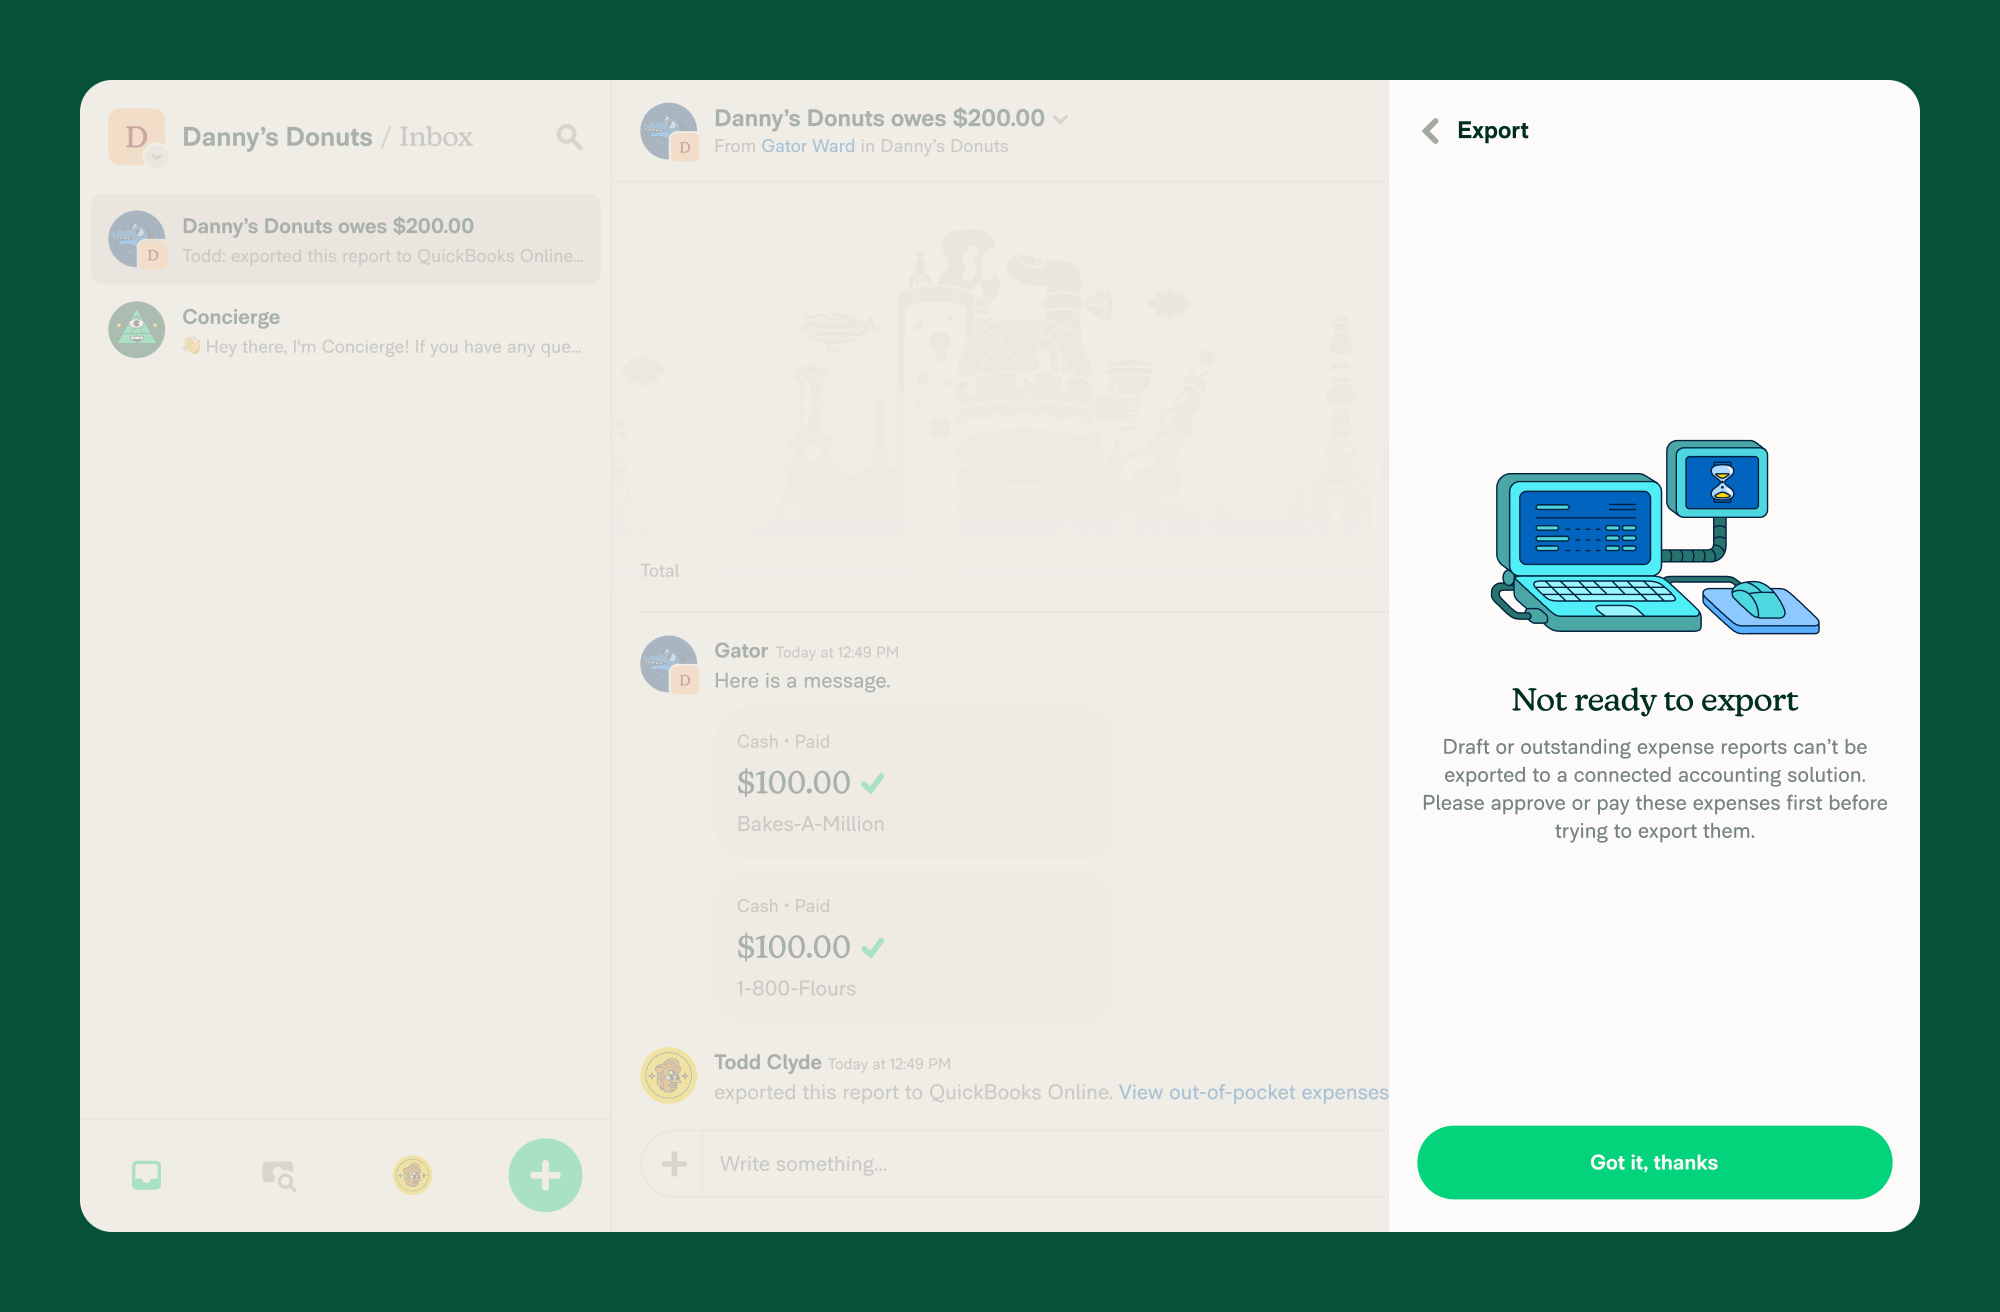 D
Danny’s Donuts / Inbox
D
Danny’s Donuts owes $200.00
Todd: exported this report to QuickBooks Online...
Concierge
👋 Hey there, I'm Concierge! If you have any que...
D
Danny’s Donuts owes $200.00
From Gator Ward in Danny’s Donuts
Total
D
Gator Today at 12:49 PM
Here is a message.
Cash • Paid
$100.00
Bakes-A-Million
Cash • Paid
$100.00
1-800-Flours
Todd Clyde Today at 12:49 PM
exported this report to QuickBooks Online. View out-of-pocket expenses
Write something...
Export
Not ready to export
Draft or outstanding expense reports can’t be
exported to a connected accounting solution.
Please approve or pay these expenses first before
trying to export them.
Got it, thanks